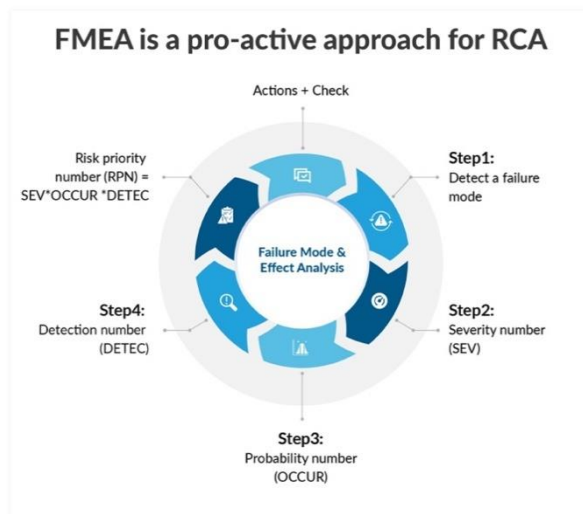 FMEA is a pro-active approach for RCA
Actions + Check
Step1:
Detect a failure
mode
Step2:
Severity number
(SEV)
Step3:
Probability number
(OCCUR)
Step4:
Detection number
(DETEC)
Risk priority
number (RPN) =
SEV*OCCUR *DETEC
Failure Mode &
Effect Analysis